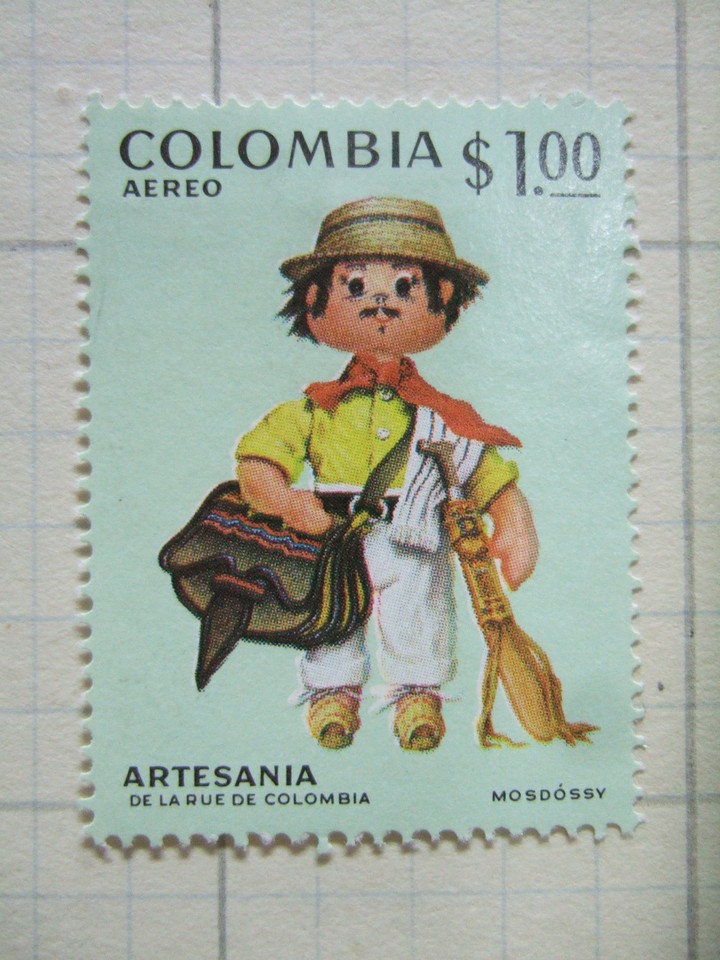 COLOMBIA $1.00
AEREO
ARTESANIA
DE LA RUE DE COLOMBIA MOSDÓSSY